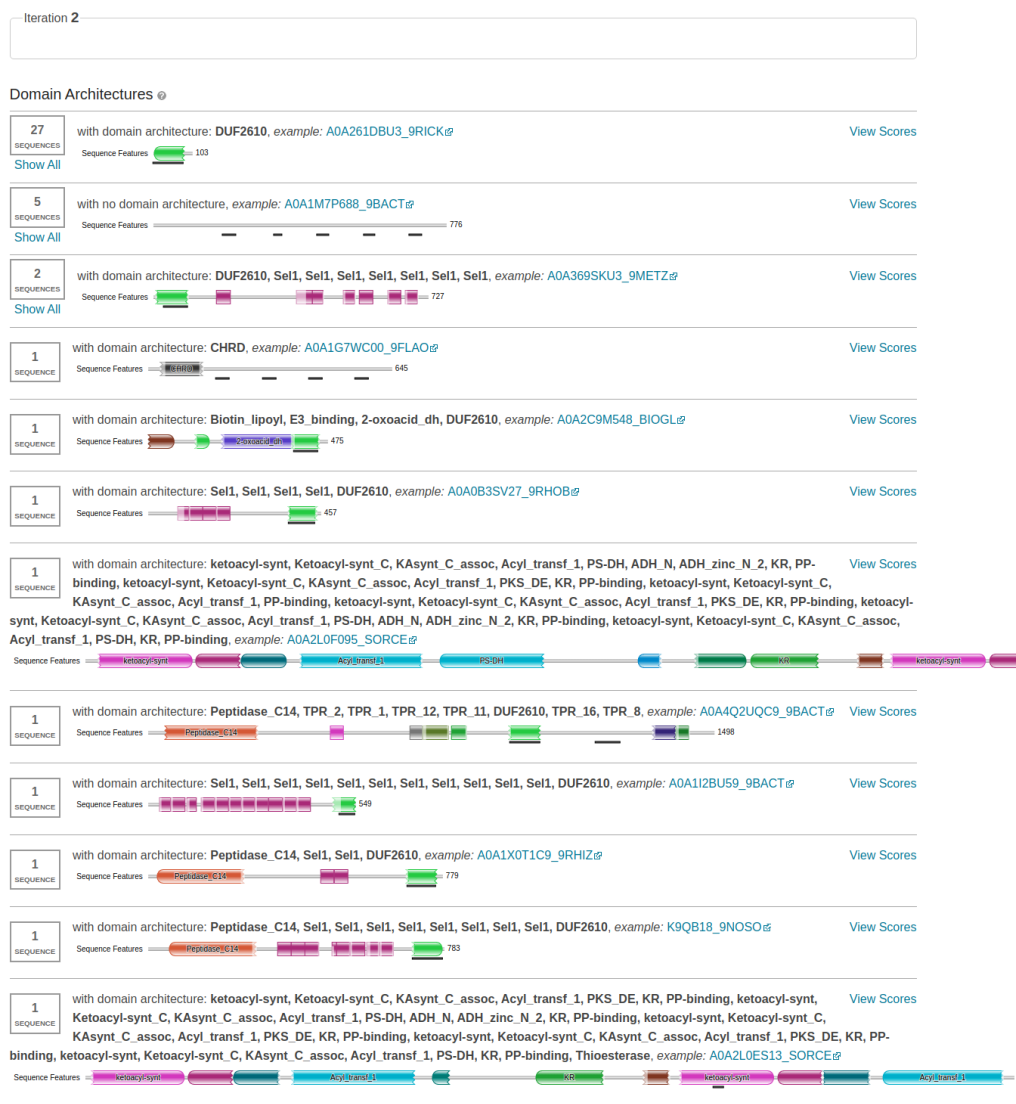 Iteration 2
Domain Architectures
27
SEQUENCES
Show All
with domain architecture: DUF2610, example: A0A261DBU3_9RICK
View Scores
Sequence Features
103
5
SEQUENCES
Show All
with no domain architecture, example: A0A1M7P688_9BACT
View Scores
Sequence Features
776
2
SEQUENCES
Show All
with domain architecture: DUF2610, Sel1, Sel1, Sel1, Sel1, Sel1, Sel1, Sel1, example: A0A369SKU3_9METZ
View Scores
Sequence Features
727
1
SEQUENCE
with domain architecture: CHRD, example: A0A1G7WC00_9FLAO
View Scores
Sequence Features
CHRD
645
1
SEQUENCE
with domain architecture: Biotin_lipoyl, E3_binding, 2-oxoacid_dh, DUF2610, example: A0A2C9M548_BIOGL
View Scores
Sequence Features
2-oxoacid_dh
475
1
SEQUENCE
with domain architecture: Sel1, Sel1, Sel1, Sel1, DUF2610, example: A0A0B3SV27_9RHOB
View Scores
Sequence Features
457
1
SEQUENCE
with domain architecture: ketoacyl-synt, Ketoacyl-synt_C, KAsynt_C_assoc, Acyl_transf_1, PS-DH, ADH_N, ADH_zinc_N_2, KR, PP-
View Scores
binding, ketoacyl-synt, Ketoacyl-synt_C, KAsynt_C_assoc, Acyl_transf_1, PKS_DE, KR, PP-binding, ketoacyl-synt, Ketoacyl-synt_C,
KAsynt_C_assoc, Acyl_transf_1, PP-binding, ketoacyl-synt, Ketoacyl-synt_C, KAsynt_C_assoc, Acyl_transf_1, PKS_DE, KR, PP-binding, ketoacyl-
synt, Ketoacyl-synt_C, KAsynt_C_assoc, Acyl_transf_1, PS-DH, ADH_N, ADH_zinc_N_2, KR, PP-binding, ketoacyl-synt, Ketoacyl-synt_C, KAsynt_C_assoc,
Acyl_transf_1, PS-DH, KR, PP-binding, example: A0A2L0F095_SORCE
Sequence Features
ketoacyl-synt
Acyl_transf_1
PS-DH
KR
ketoacyl-synt
1
SEQUENCE
with domain architecture: Peptidase_C14, TPR_2, TPR_1, TPR_12, TPR_11, DUF2610, TPR_16, TPR_8, example: A0A4Q2UQC9_9BACT
View Scores
Sequence Features
Peptidase_C14
1498
1
SEQUENCE
with domain architecture: Sel1, Sel1, Sel1, Sel1, Sel1, Sel1, Sel1, Sel1, Sel1, Sel1, Sel1, DUF2610, example: A0A1I2BU59_9BACT
View Scores
Sequence Features
549
1
SEQUENCE
with domain architecture: Peptidase_C14, Sel1, Sel1, DUF2610, example: A0A1X0T1C9_9RHIZ
View Scores
Sequence Features
Peptidase_C14
779
1
SEQUENCE
with domain architecture: Peptidase_C14, Sel1, Sel1, Sel1, Sel1, Sel1, Sel1, Sel1, DUF2610, example: K9QB18_9NOSO
View Scores
Sequence Features
Peptidase_C14
783
1
SEQUENCE
with domain architecture: ketoacyl-synt, Ketoacyl-synt_C, KAsynt_C_assoc, Acyl_transf_1, PKS_DE, KR, PP-binding, ketoacyl-synt,
View Scores
Ketoacyl-synt_C, KAsynt_C_assoc, Acyl_transf_1, PS-DH, ADH_N, ADH_zinc_N_2, KR, PP-binding, ketoacyl-synt, Ketoacyl-synt_C,
KAsynt_C_assoc, Acyl_transf_1, PKS_DE, KR, PP-binding, ketoacyl-synt, Ketoacyl-synt_C, KAsynt_C_assoc, Acyl_transf_1, PKS_DE, KR, PP-
binding, ketoacyl-synt, Ketoacyl-synt_C, KAsynt_C_assoc, Acyl_transf_1, PS-DH, KR, PP-binding, Thioesterase, example: A0A2L0ES13_SORCE
Sequence Features
ketoacyl-synt
Acyl_transf_1
KR
ketoacyl-synt
Acyl_transf_1